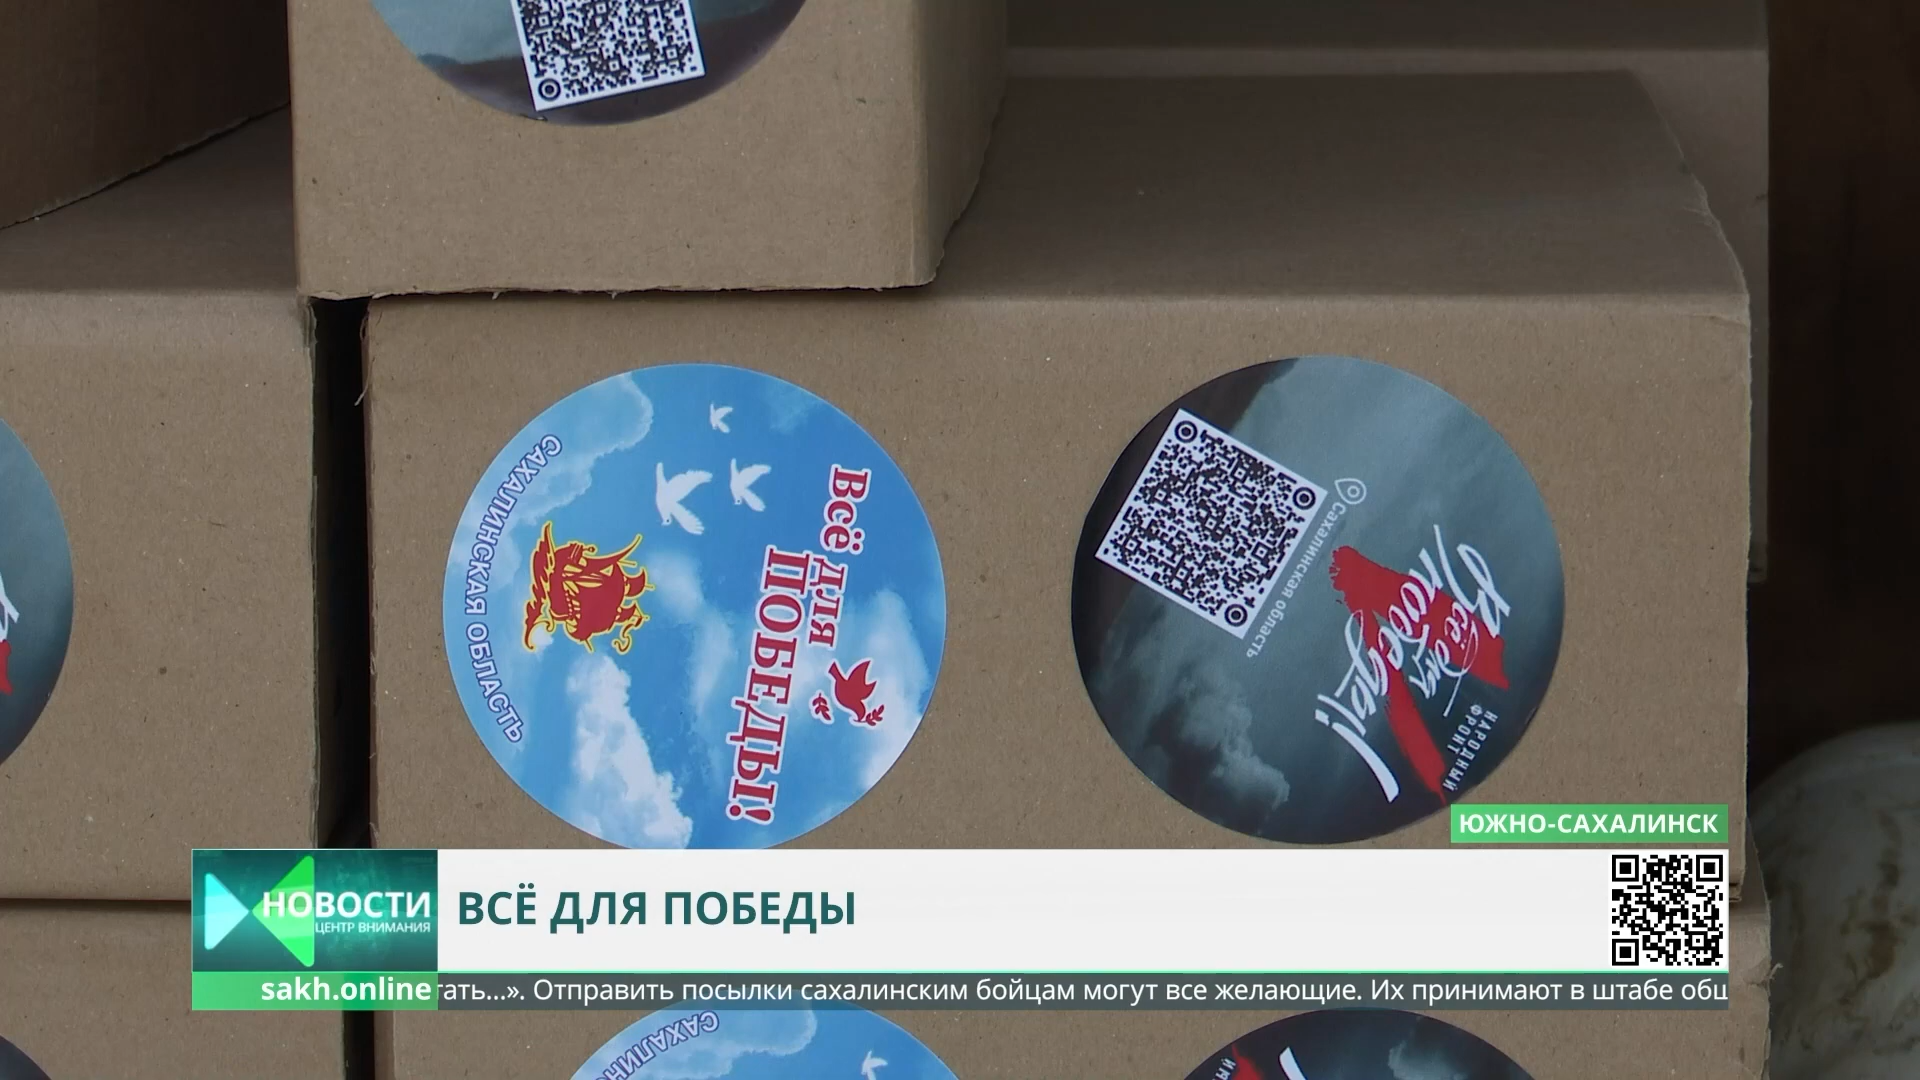 САХАЛИНСКАЯ ОБЛАСТЬ
Всё для
ПОБЕДЫ!
Сахалинская область
Всё для
победы!
НАРОДНЫЙ
ФРОНТ
ЮЖНО-САХАЛИНСК
НОВОСТИ
ЦЕНТР ВНИМАНИЯ
ВСЁ ДЛЯ ПОБЕДЫ
sakh.online
тать...». Отправить посылки сахалинским бойцам могут все желающие. Их принимают в штабе общ
САХАЛИНС